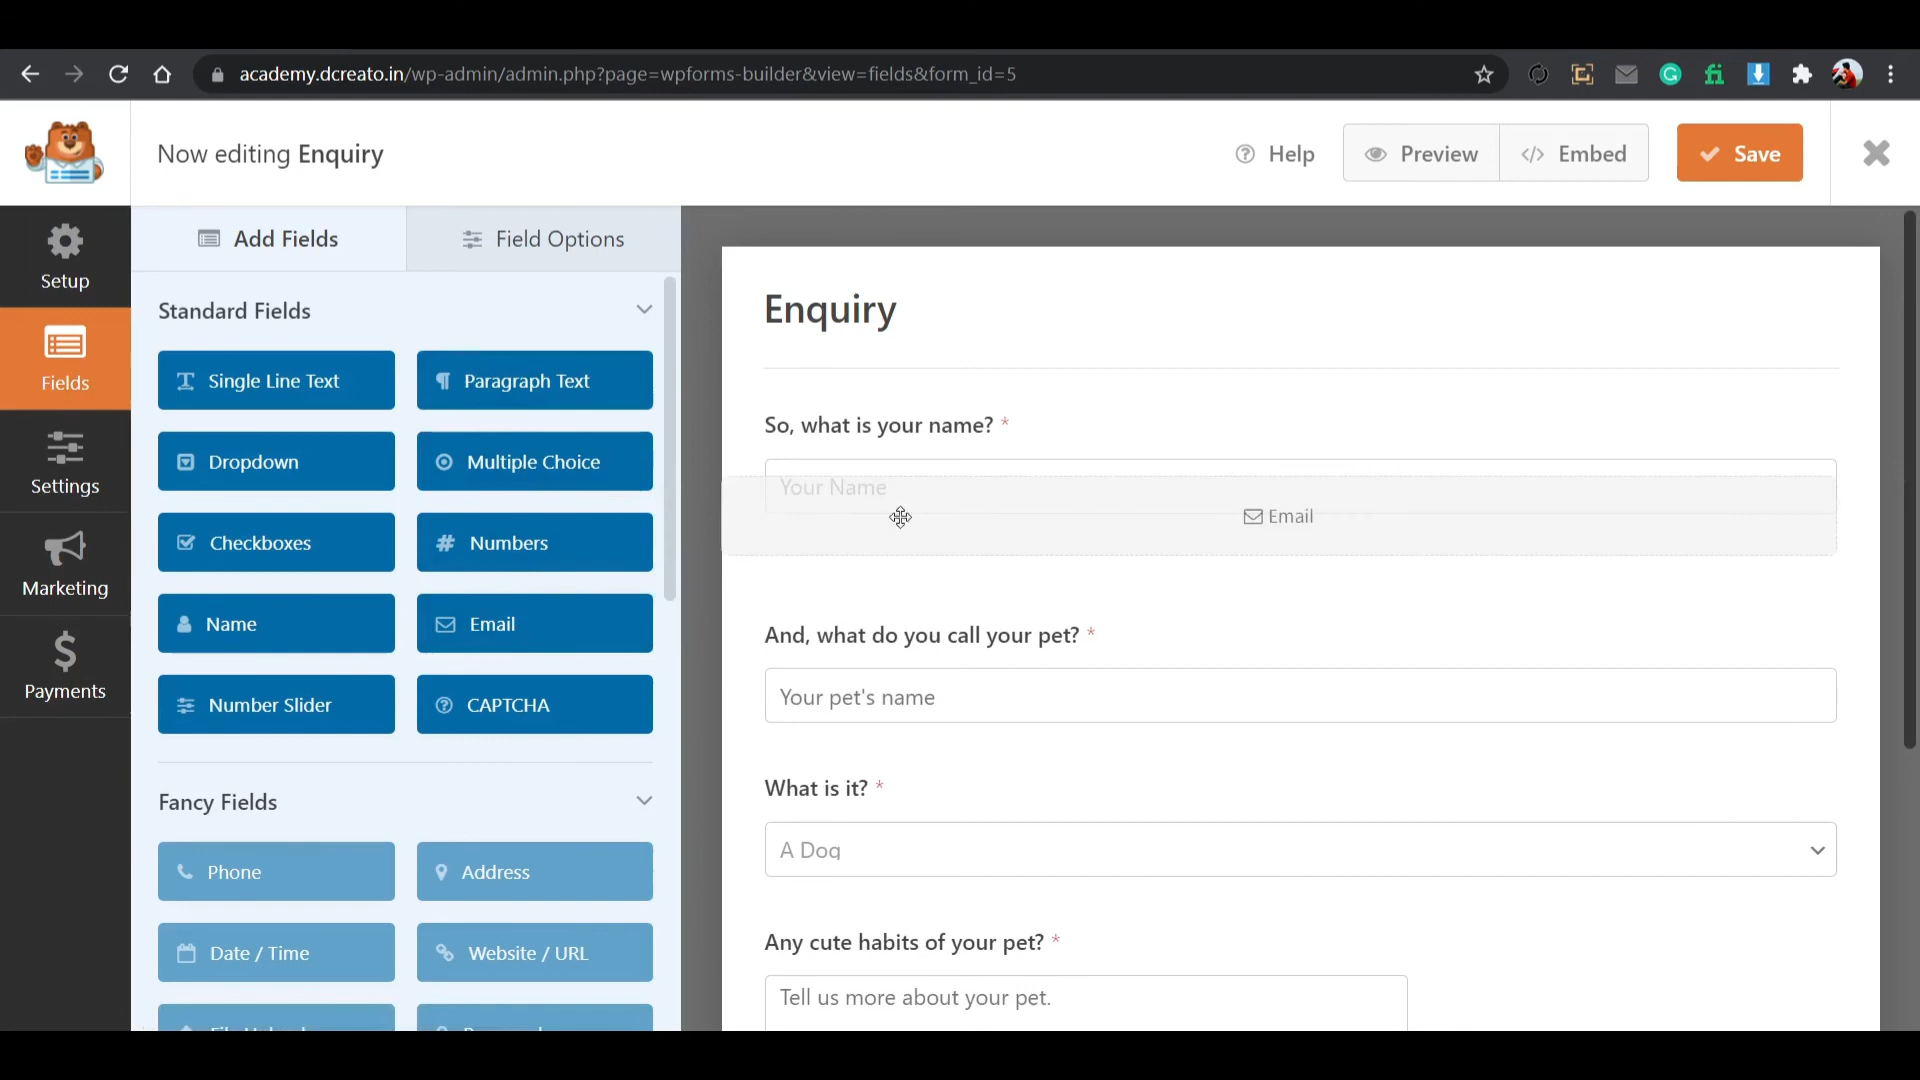 academy.dcreato.in/wp-admin/admin.php?page=wpforms-builder&view=fields&form_id=5
Now editing Enquiry
Help
Preview
Embed
Save
Setup
Fields
Settings
Marketing
Payments
Add Fields
Field Options
Standard Fields
Single Line Text
Paragraph Text
Dropdown
Multiple Choice
Checkboxes
Numbers
Name
Email
Number Slider
CAPTCHA
Fancy Fields
Phone
Address
Date / Time
Website / URL
Enquiry
So, what is your name? *
Your Name
Email
And, what do you call your pet? *
Your pet's name
What is it? *
A Dog
Any cute habits of your pet? *
Tell us more about your pet.